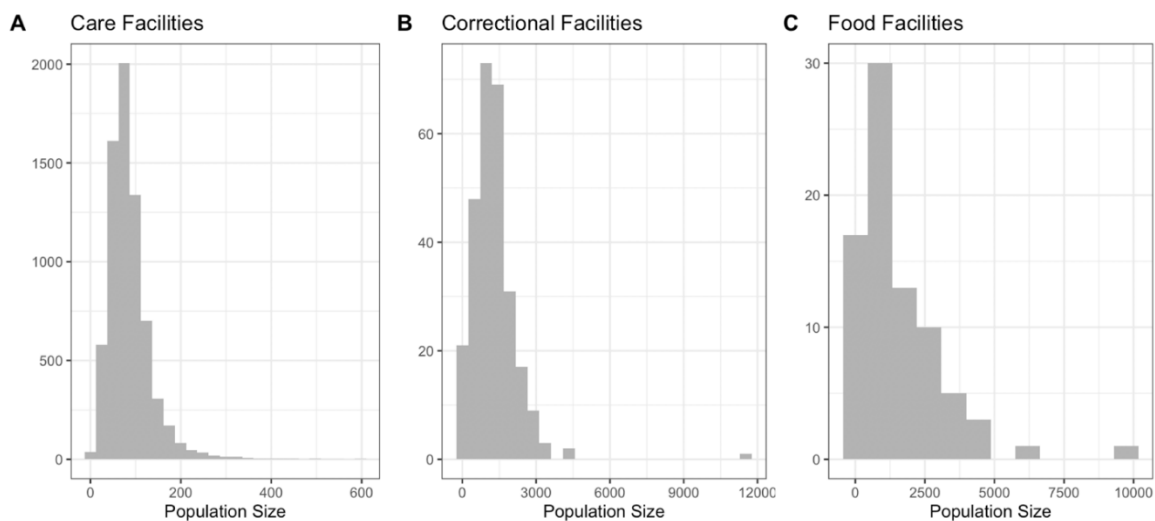 A Care Facilities
2000
1500
1000
500
0
0 200 400 600
Population Size
B Correctional Facilities
60
40
20
0
0 3000 6000 9000 12000
Population Size
C Food Facilities
30
20
10
0
0 2500 5000 7500 10000
Population Size